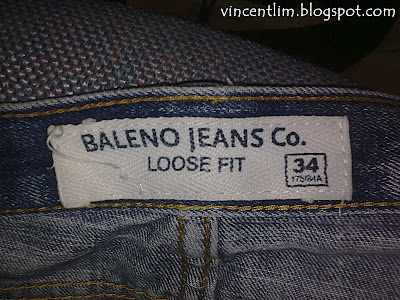 vincentlim.blogspot.com
BALENO JEANS Co.
LOOSE FIT
34
175/84A